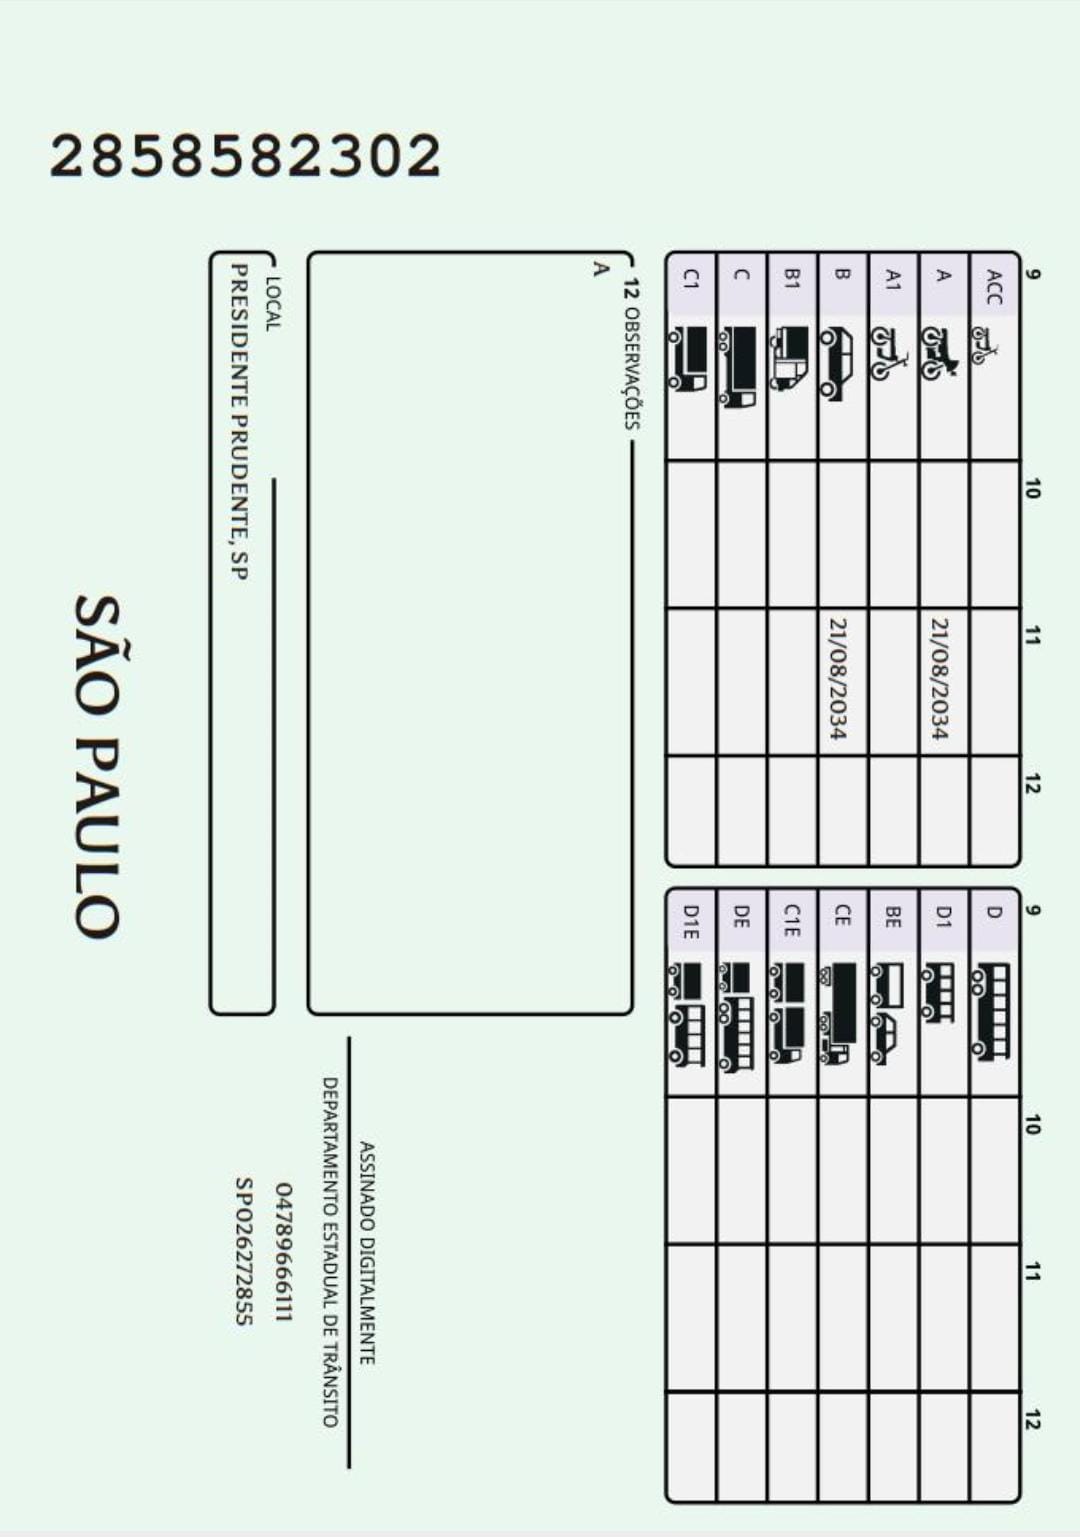 2858582302
9 10 11 12
ACC
A 21/08/2034
A1
B 21/08/2034
B1
C
C1
9 10 11 12
D
D1
BE
CE
C1E
DE
D1E
12 OBSERVAÇÕES
A
LOCAL
PRESIDENTE PRUDENTE, SP
ASSINADO DIGITALMENTE
DEPARTAMENTO ESTADUAL DE TRÂNSITO
04789666111
SP026272855
SÃO PAULO